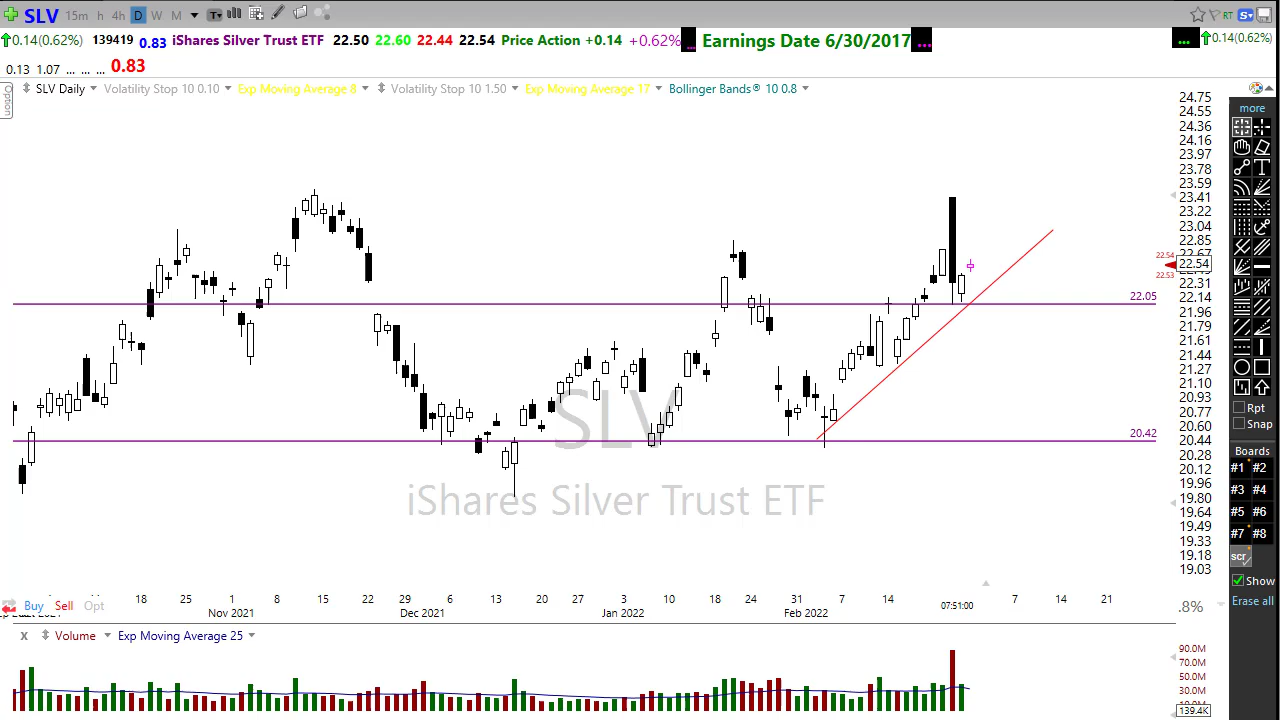 SLV 15m h 4h D W M T RT S
0.14(0.62%) 139419 0.83 iShares Silver Trust ETF 22.50 22.60 22.44 22.54 Price Action +0.14 +0.62% ... Earnings Date 6/30/2017 ... ... 0.14(0.62%)
0.13 1.07 ... ... ... 0.83
Option
SLV Daily Volatility Stop 10 0.10 Exp Moving Average 8 Volatility Stop 10 1.50 Exp Moving Average 17 Bollinger Bands® 10 0.8
24.75
24.55
24.36
24.16
23.97
23.78
23.59
23.41
23.22
23.04
22.85
22.67
22.54
22.54
22.53
22.31
22.14
22.05
21.96
21.79
21.61
21.44
21.27
21.10
20.93
20.77
20.60
20.42
20.44
20.28
20.12
19.96
19.80
19.64
19.49
19.33
19.18
19.03
SLV
iShares Silver Trust ETF
more
Rpt
Snap
Boards
#1 #2
#3 #4
#5 #6
#7 #8
scr
Show
Erase all
18 25 1 8 15 22 29 6 13 20 27 3 10 18 24 31 7 14 7 14 21
Buy Sell Opt
Nov 2021 Dec 2021 Jan 2022 Feb 2022 07:51:00
.8%
X Volume Exp Moving Average 25
90.0M
70.0M
50.0M
30.0M
10.0M
139.4K